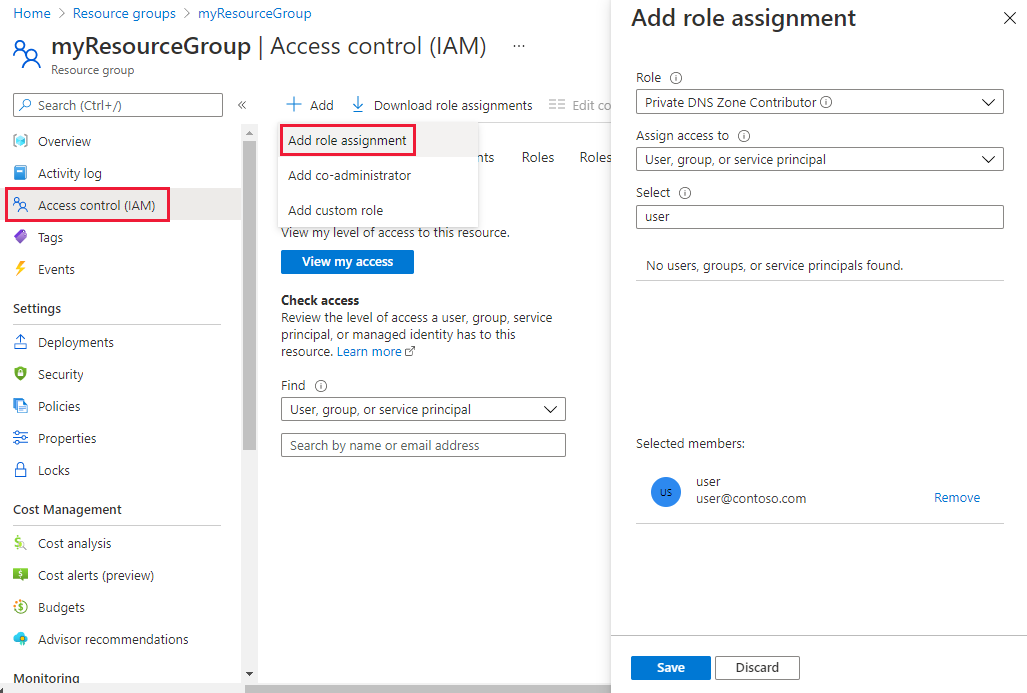 Home > Resource groups > myResourceGroup
myResourceGroup | Access control (IAM) ...
Resource group
Search (Ctrl+/)
«
Overview
Activity log
Access control (IAM)
Tags
Events
Settings
Deployments
Security
Policies
Properties
Locks
Cost Management
Cost analysis
Cost alerts (preview)
Budgets
Advisor recommendations
Monitoring
Add
Download role assignments
Edit co
Add role assignment
Add co-administrator
Add custom role
nts
Roles
Roles
View my level of access to this resource.
View my access
Check access
Review the level of access a user, group, service
principal, or managed identity has to this
resource. Learn more
Find
User, group, or service principal
Search by name or email address
Add role assignment
Role
Private DNS Zone Contributor
Assign access to
User, group, or service principal
Select
user
No users, groups, or service principals found.
Selected members:
US
user
user@contoso.com
Remove
Save
Discard